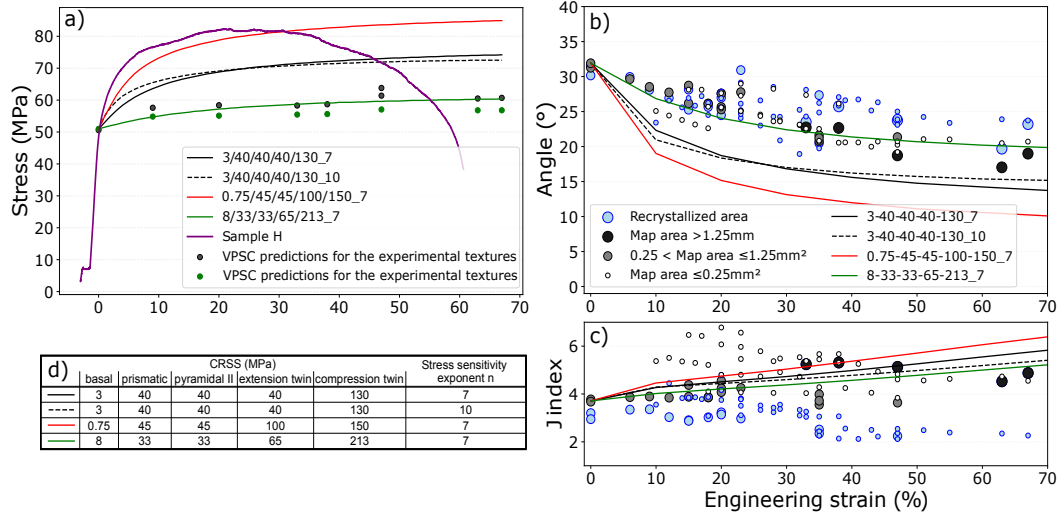 a)
Stress (MPa)
80
70
60
50
40
30
20
10
0
0 10 20 30 40 50 60 70
3/40/40/40/130_7
3/40/40/40/130_10
0.75/45/45/100/150_7
8/33/33/65/213_7
Sample H
VPSC predictions for the experimental textures
VPSC predictions for the experimental textures
b)
Angle (°)
40
35
30
25
20
15
10
5
0
0 10 20 30 40 50 60 70
Recrystallized area
Map area >1.25mm
0.25 < Map area ≤1.25mm²
Map area ≤0.25mm²
3-40-40-40-130_7
3-40-40-40-130_10
0.75-45-45-100-150_7
8-33-33-65-213_7
c)
J index
6
4
2
0 10 20 30 40 50 60 70
Engineering strain (%)
d)
CRSS (MPa) Stress sensitivity
basal prismatic pyramidal II extension twin compression twin exponent n
3 40 40 40 130 7
3 40 40 40 130 10
0.75 45 45 100 150 7
8 33 33 65 213 7